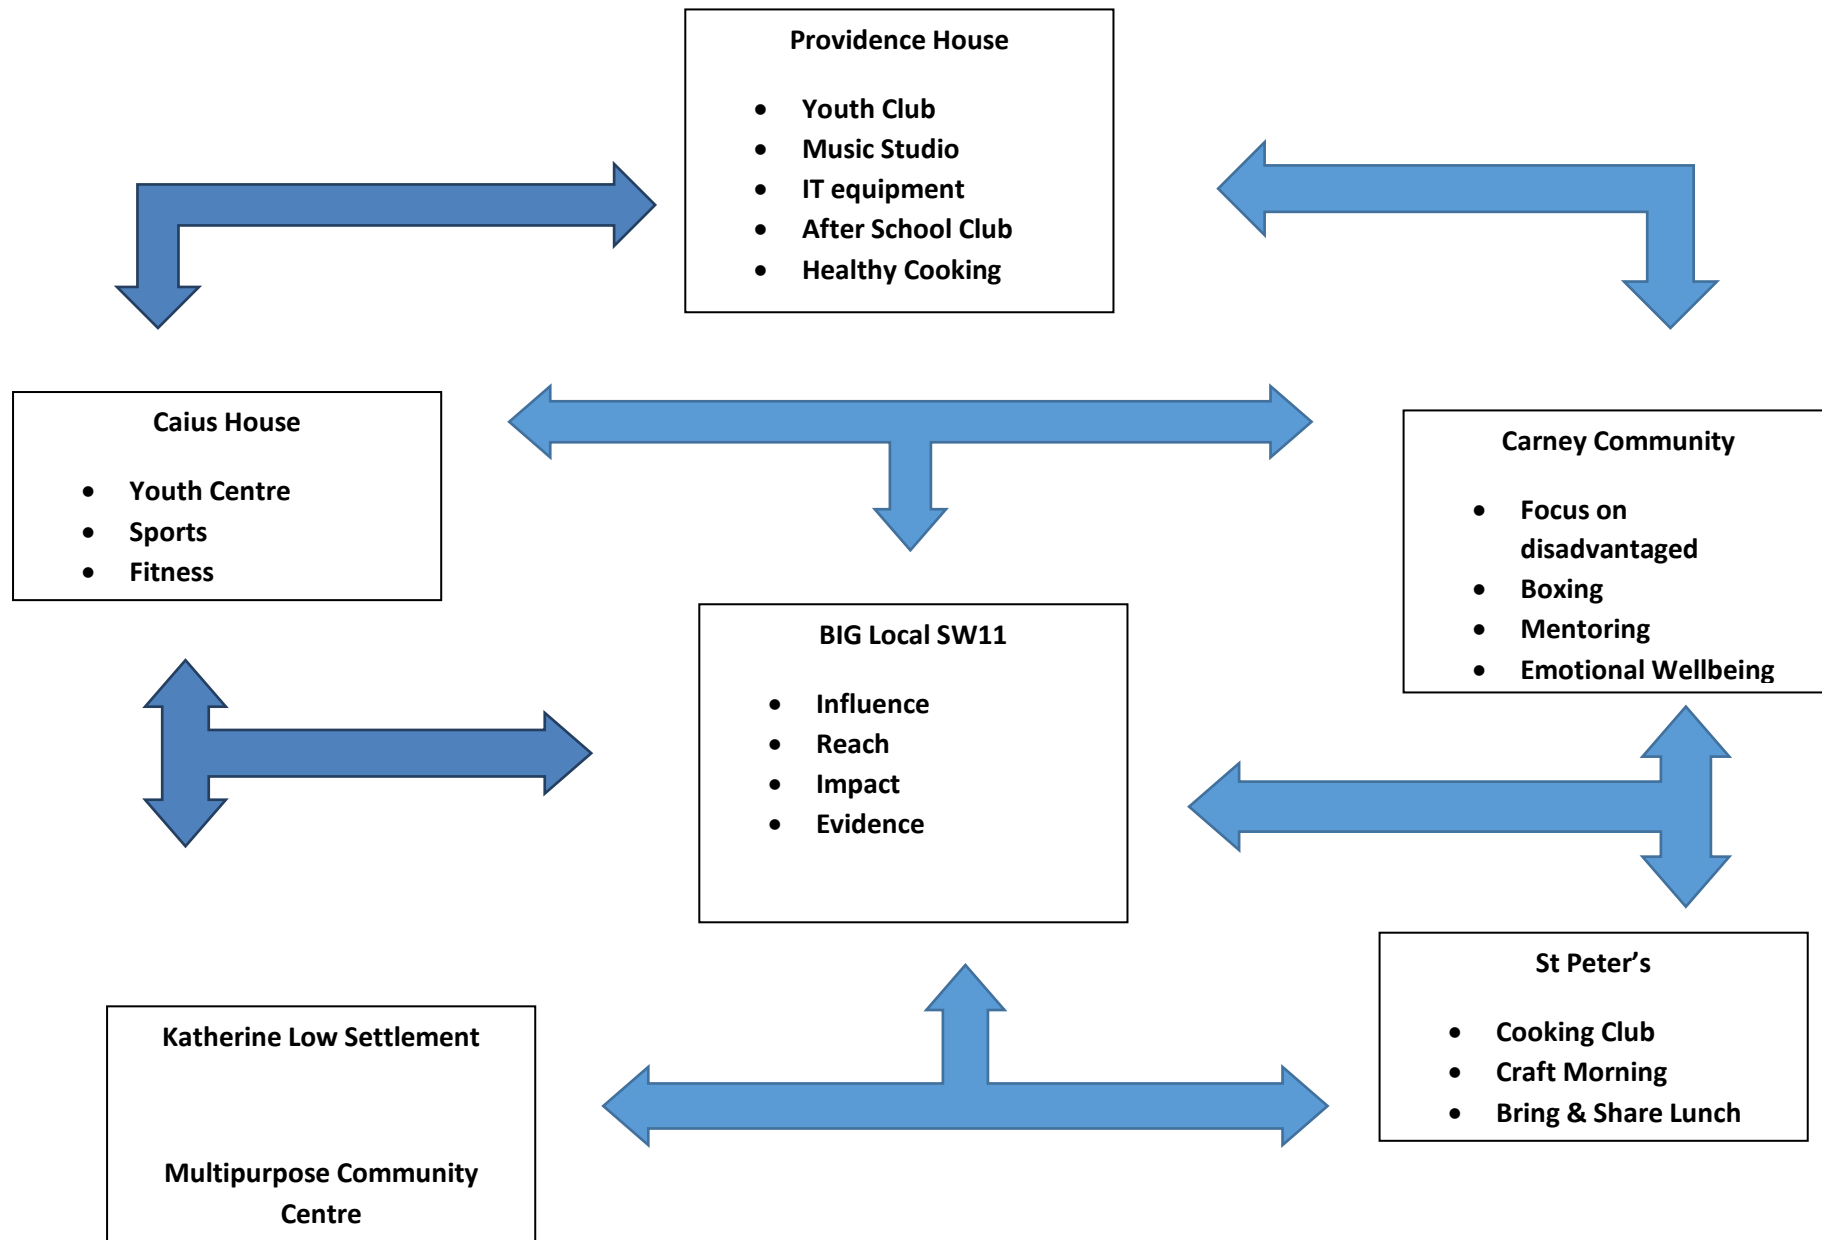 Providence House
• Youth Club
• Music Studio
• IT equipment
• After School Club
• Healthy Cooking
Caius House
• Youth Centre
• Sports
• Fitness
Carney Community
• Focus on
disadvantaged
• Boxing
• Mentoring
• Emotional Wellbeing
BIG Local SW11
• Influence
• Reach
• Impact
• Evidence
Katherine Low Settlement
Multipurpose Community
Centre
St Peter’s
• Cooking Club
• Craft Morning
• Bring & Share Lunch